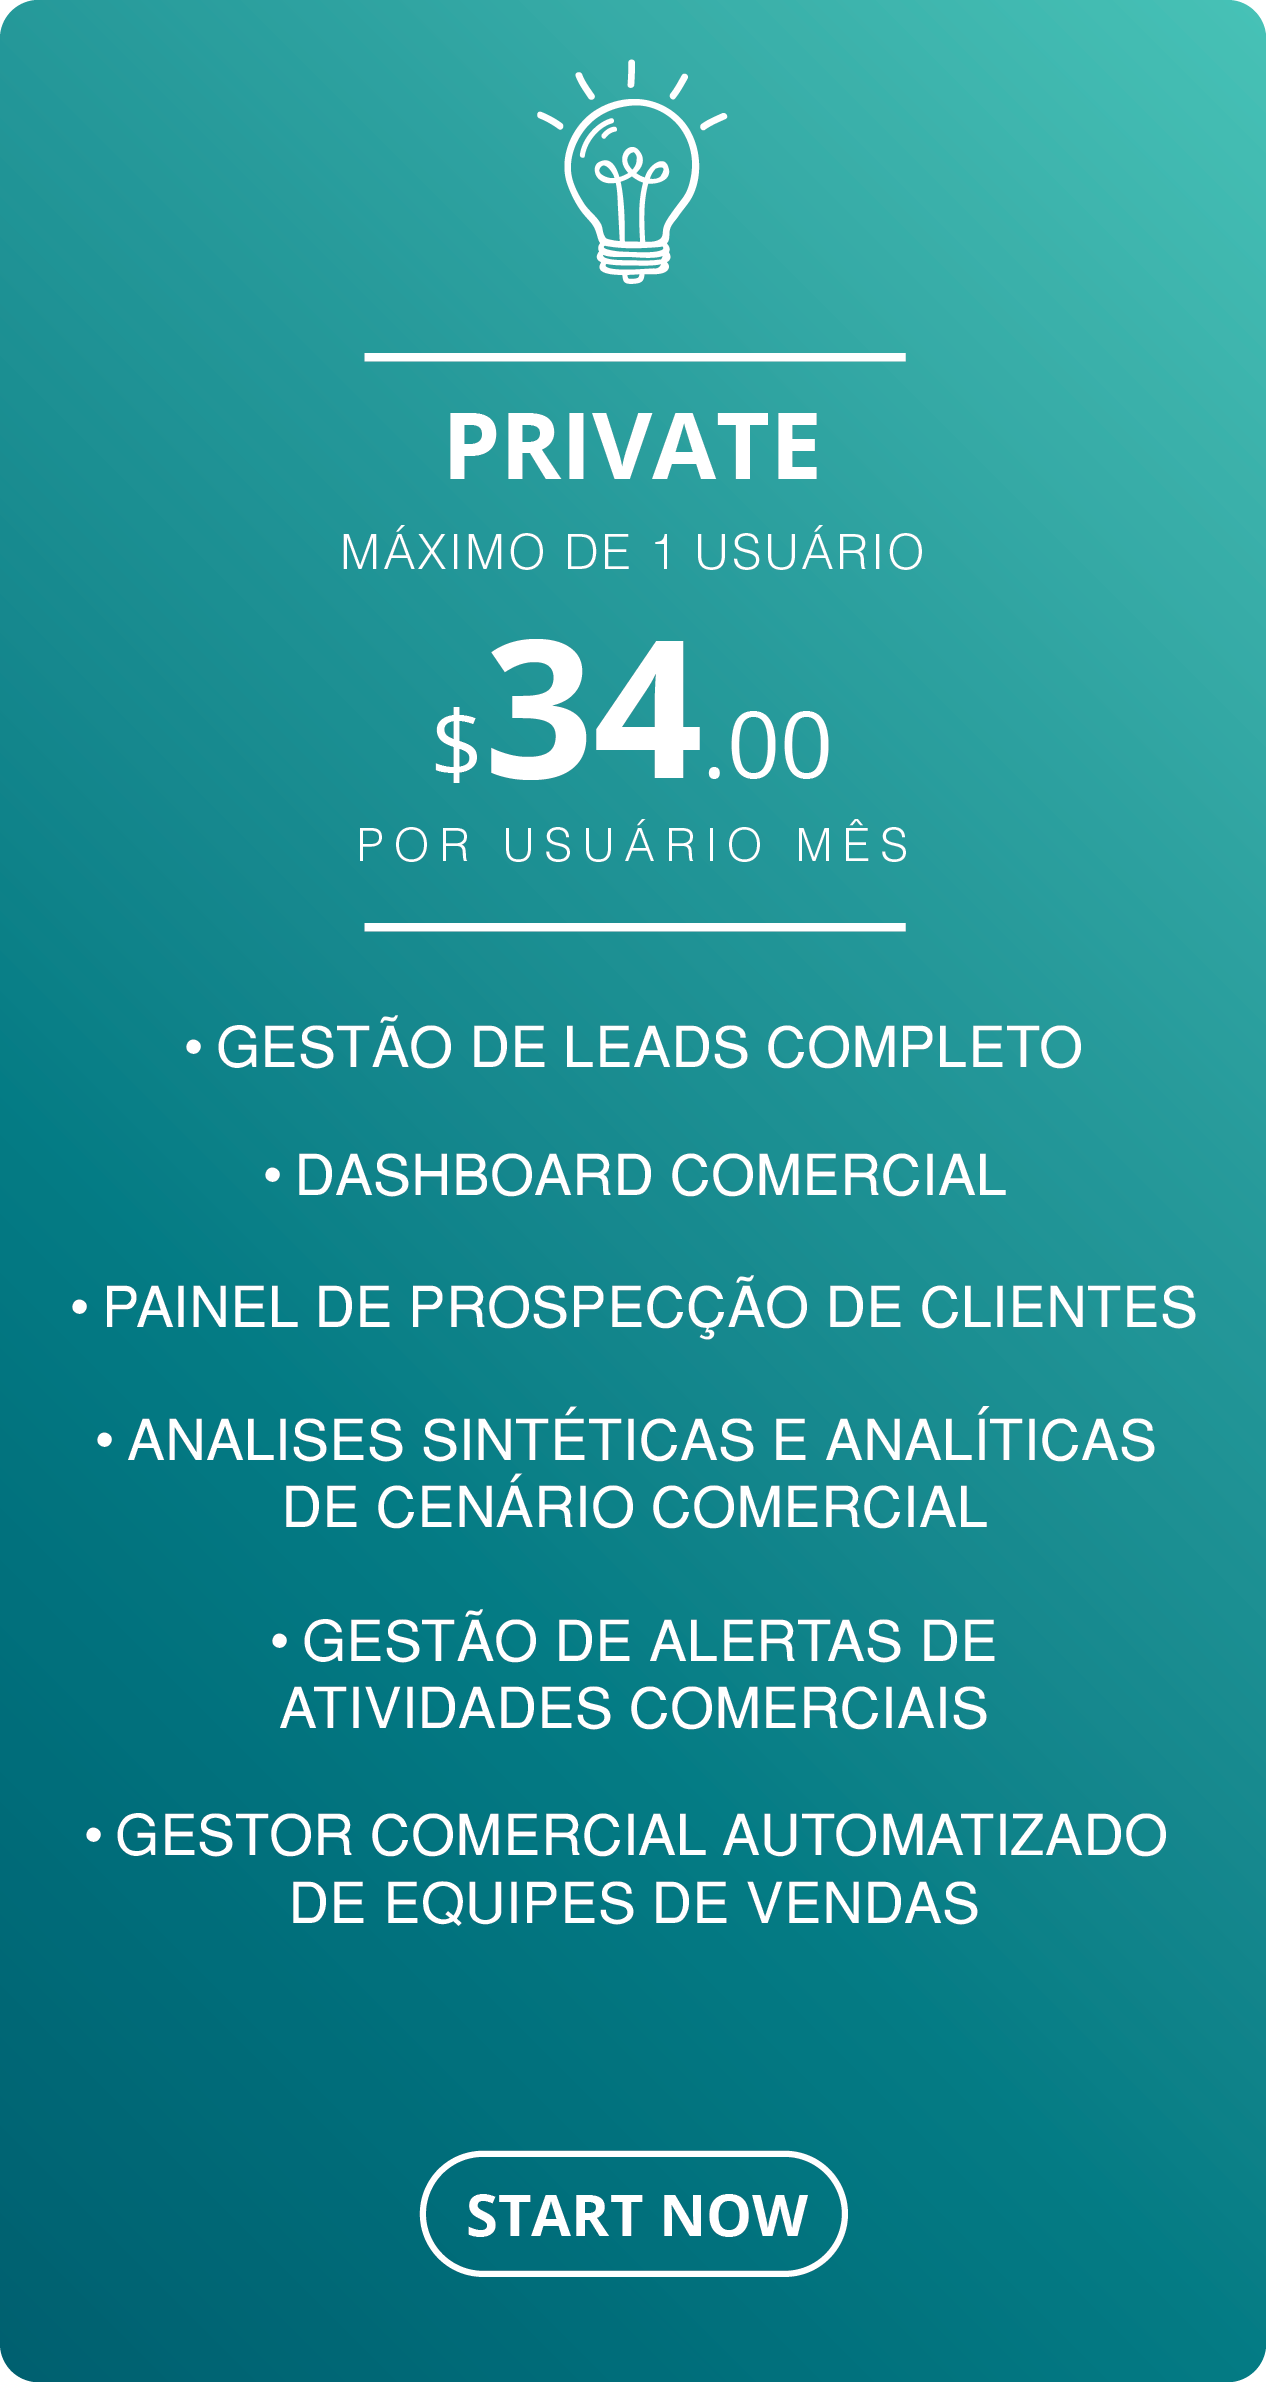 PRIVATE
MÁXIMO DE 1 USUÁRIO
$34.00
POR USUÁRIO MÊS
• GESTÃO DE LEADS COMPLETO
• DASHBOARD COMERCIAL
• PAINEL DE PROSPECÇÃO DE CLIENTES
• ANALISES SINTÉTICAS E ANALÍTICAS
DE CENÁRIO COMERCIAL
• GESTÃO DE ALERTAS DE
ATIVIDADES COMERCIAIS
• GESTOR COMERCIAL AUTOMATIZADO
DE EQUIPES DE VENDAS
START NOW